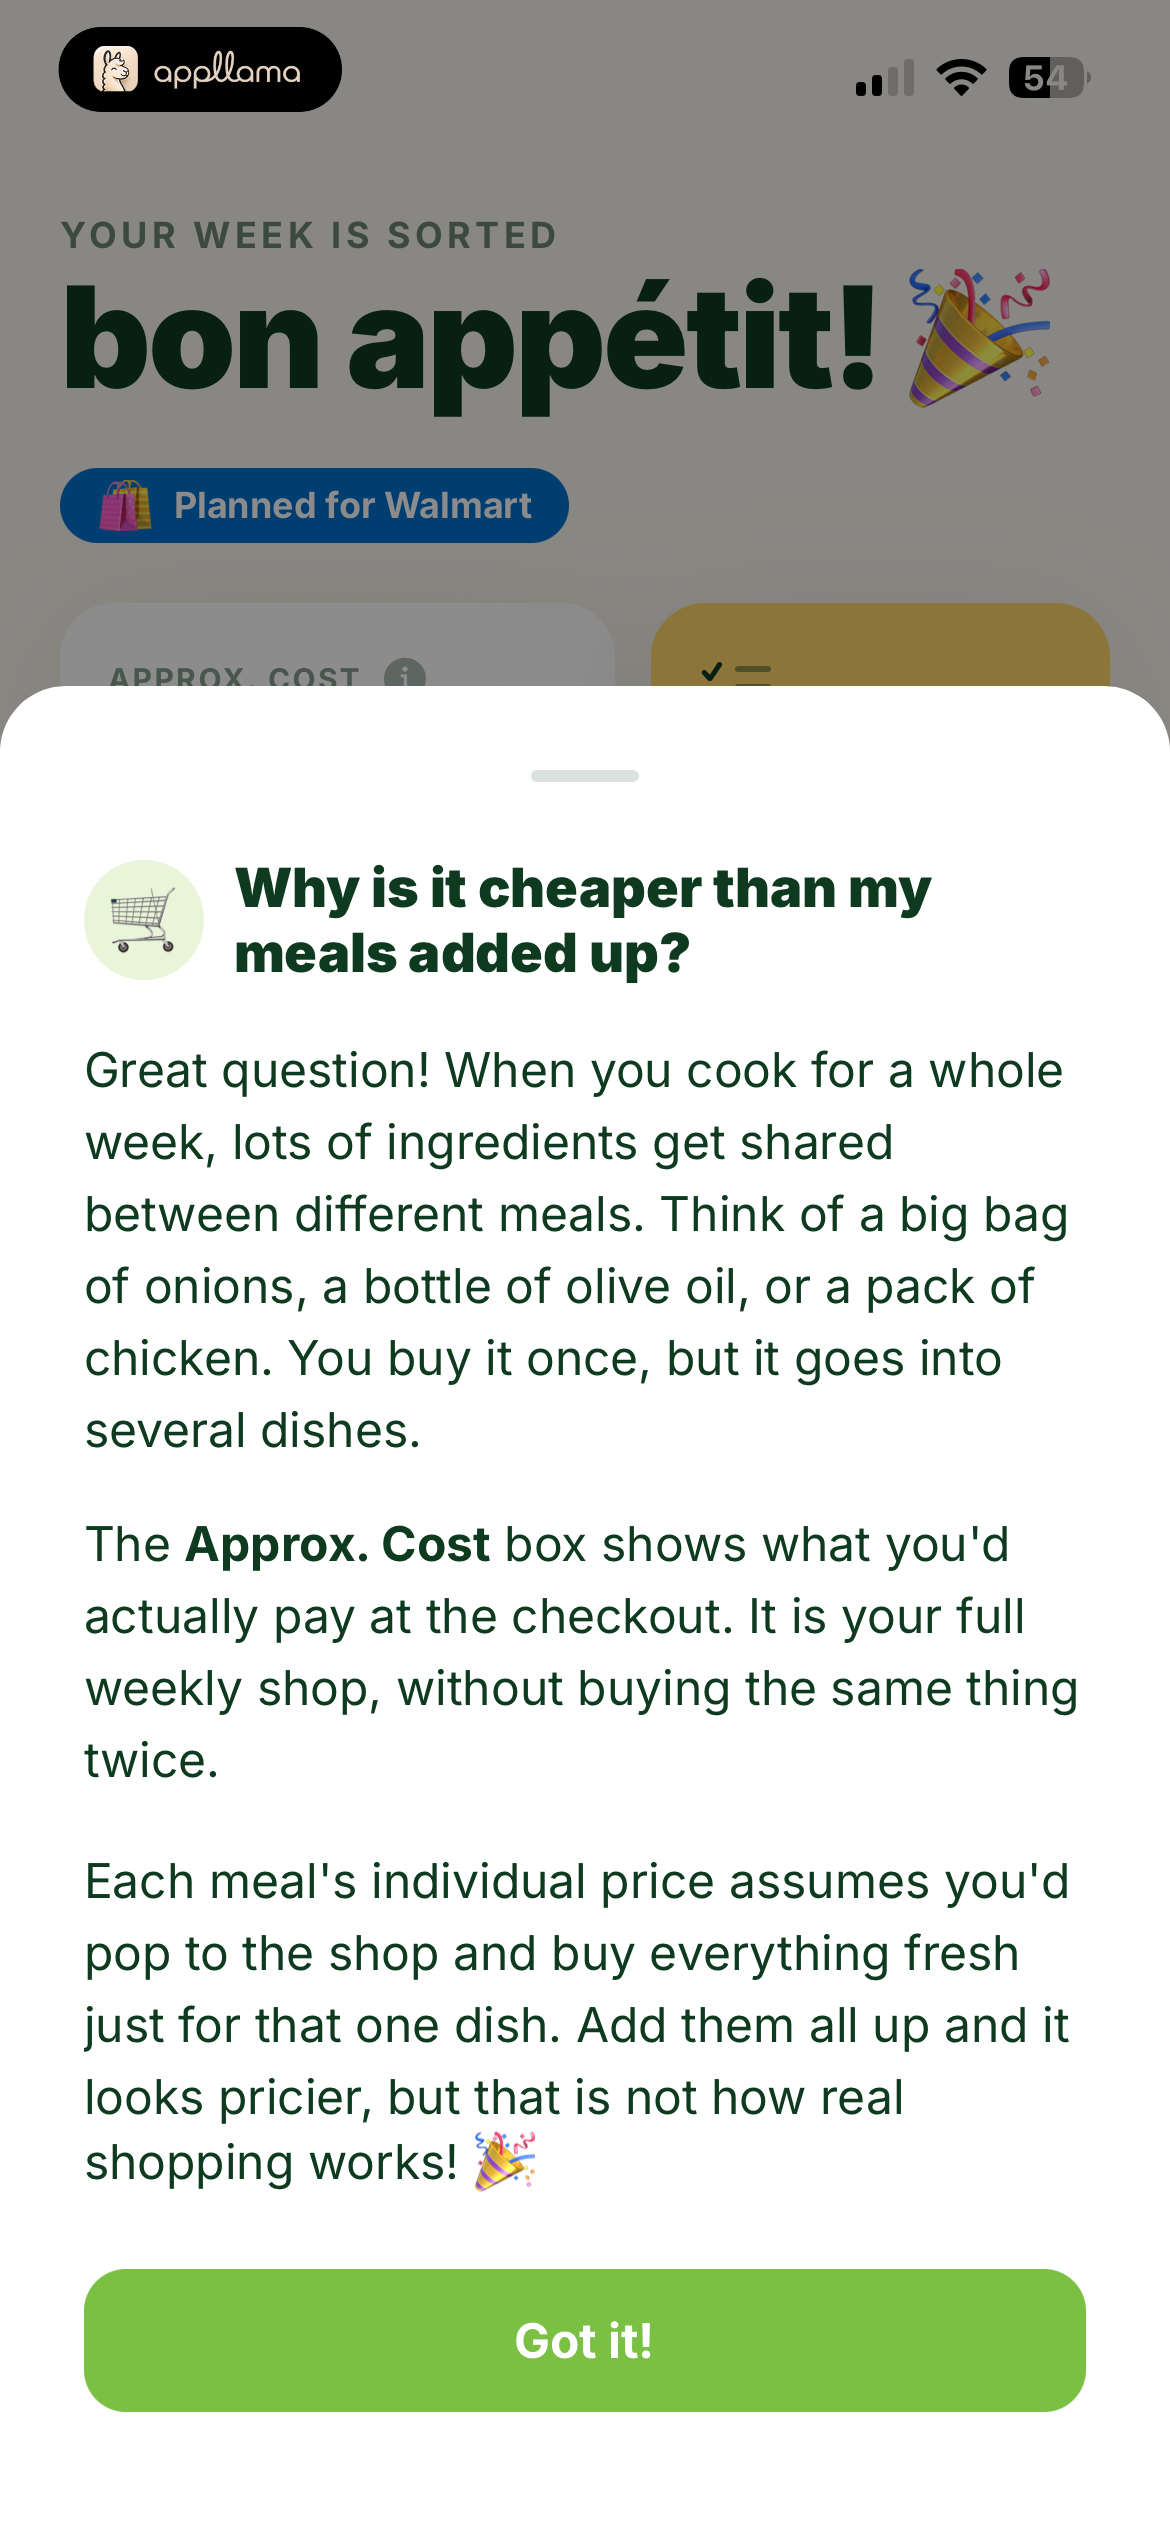 appllama
54
YOUR WEEK IS SORTED
bon appétit! 🎉
🛍️ Planned for Walmart
APPROX. COST i
Why is it cheaper than my
meals added up?
Great question! When you cook for a whole
week, lots of ingredients get shared
between different meals. Think of a big bag
of onions, a bottle of olive oil, or a pack of
chicken. You buy it once, but it goes into
several dishes.
The Approx. Cost box shows what you'd
actually pay at the checkout. It is your full
weekly shop, without buying the same thing
twice.
Each meal's individual price assumes you'd
pop to the shop and buy everything fresh
just for that one dish. Add them all up and it
looks pricier, but that is not how real
shopping works! 🎉
Got it!